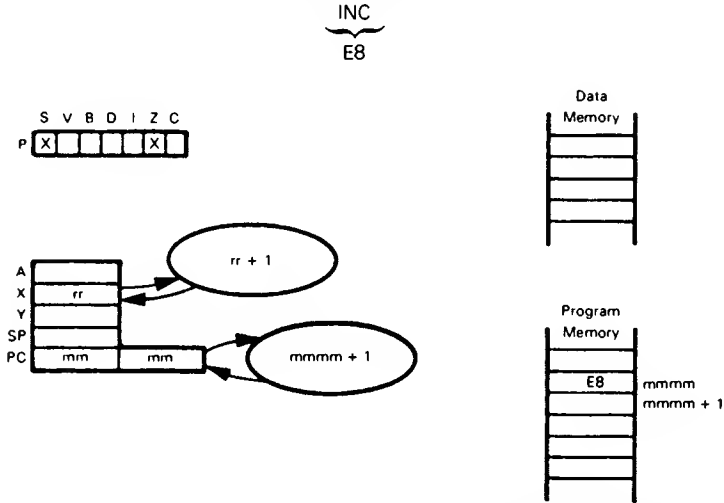 INC
E8
S V B D I Z C
P X X
Data
Memory
A
X rr
rr + 1
Y
SP
PC mm mm
mmmm + 1
Program
Memory
E8 mmmm
mmmm + 1